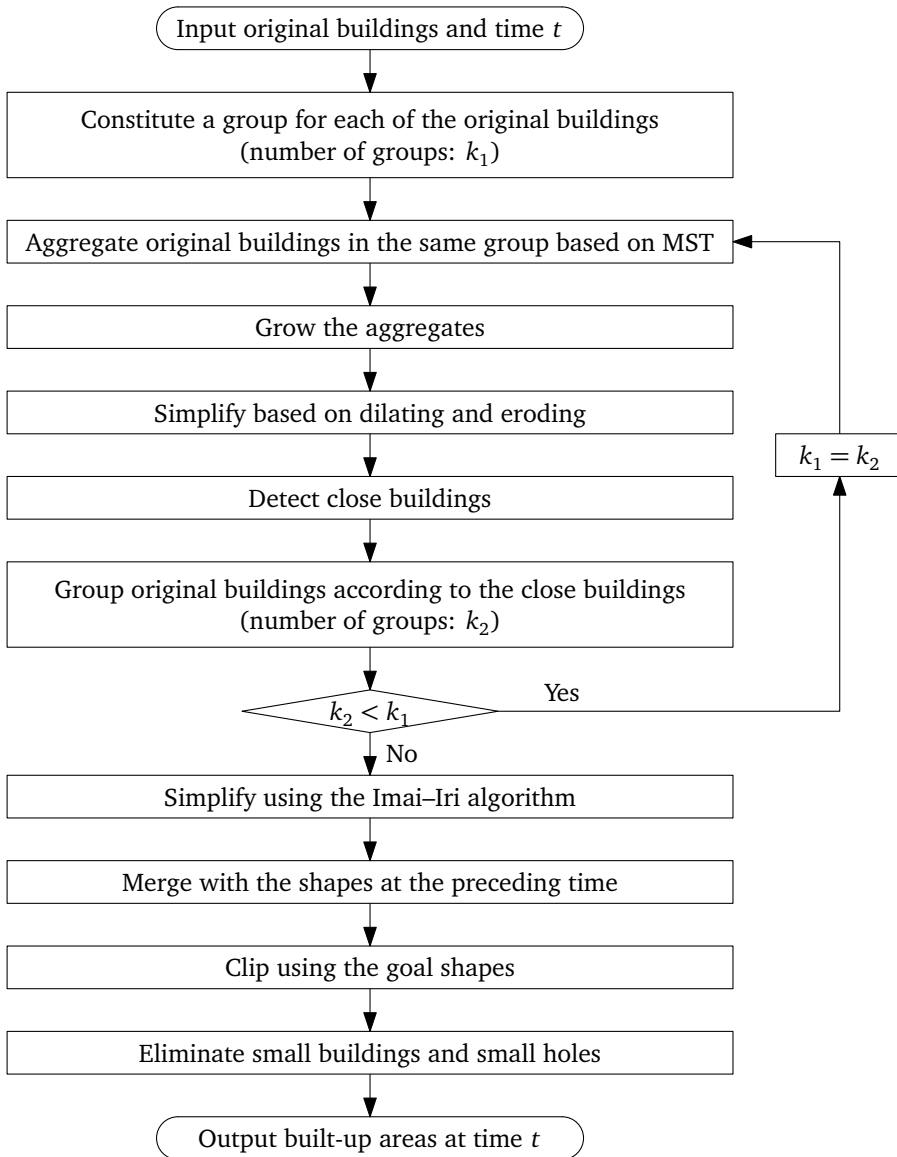 Input original buildings and time t
Constitute a group for each of the original buildings
(number of groups: k₁)
Aggregate original buildings in the same group based on MST
Grow the aggregates
Simplify based on dilating and eroding
k₁ = k₂
Detect close buildings
Group original buildings according to the close buildings
(number of groups: k₂)
Yes
k₂ < k₁
No
Simplify using the Imai–Iri algorithm
Merge with the shapes at the preceding time
Clip using the goal shapes
Eliminate small buildings and small holes
Output built-up areas at time t